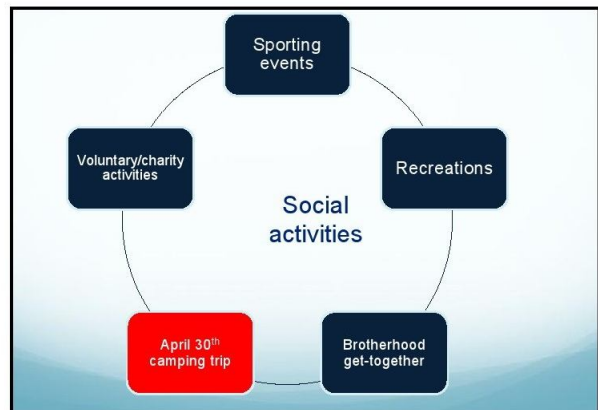 Sporting
events
Voluntary/charity
activities
Recreations
Social
activities
April 30th
camping trip
Brotherhood
get-together